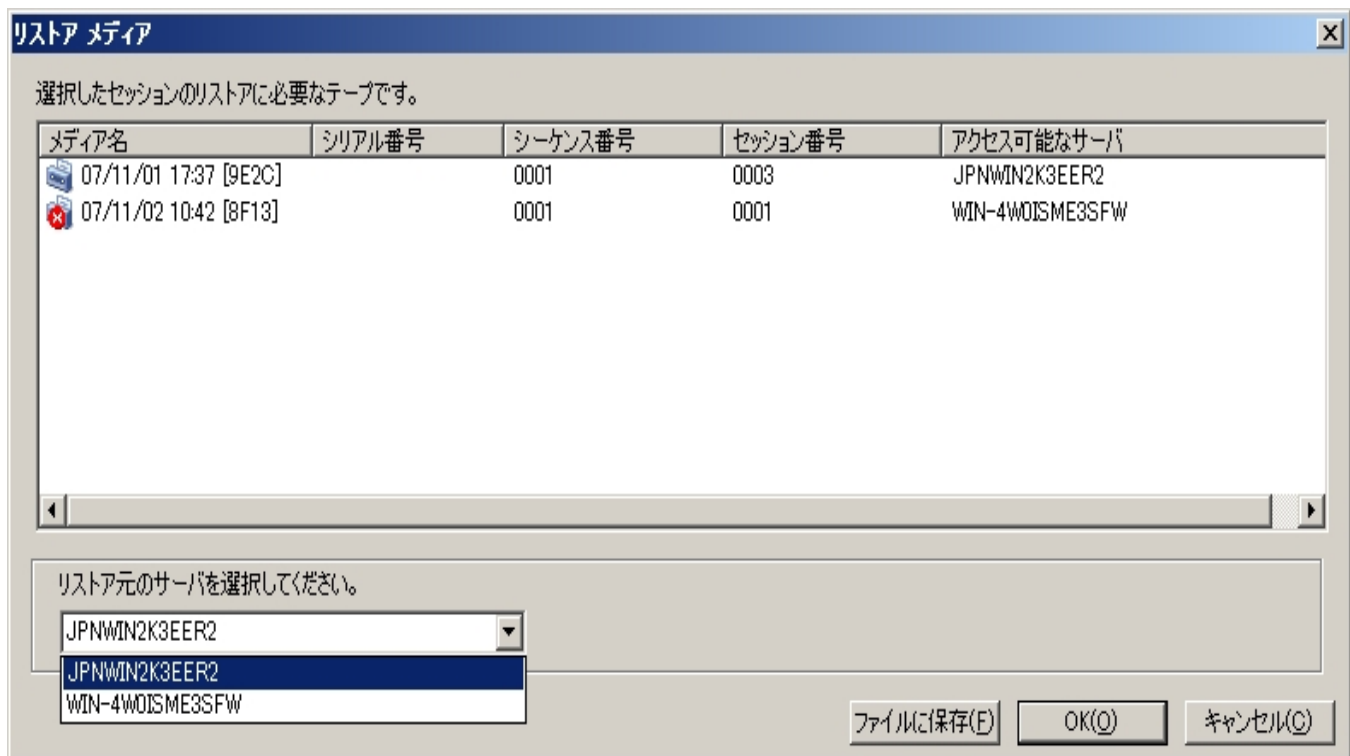 リストア メディア
選択したセッションのリストアに必要なテープです。
メディア名 シリアル番号 シーケンス番号 セッション番号 アクセス可能なサーバ
07/11/01 17:37 [9E2C] 0001 0003 JPNWIN2K3EER2
07/11/02 10:42 [8F13] 0001 0001 WIN-4W0ISME3SFW
リストア元のサーバを選択してください。
JPNWIN2K3EER2
JPNWIN2K3EER2
WIN-4W0ISME3SFW
ファイルに保存(F) OK(O) キャンセル(C)